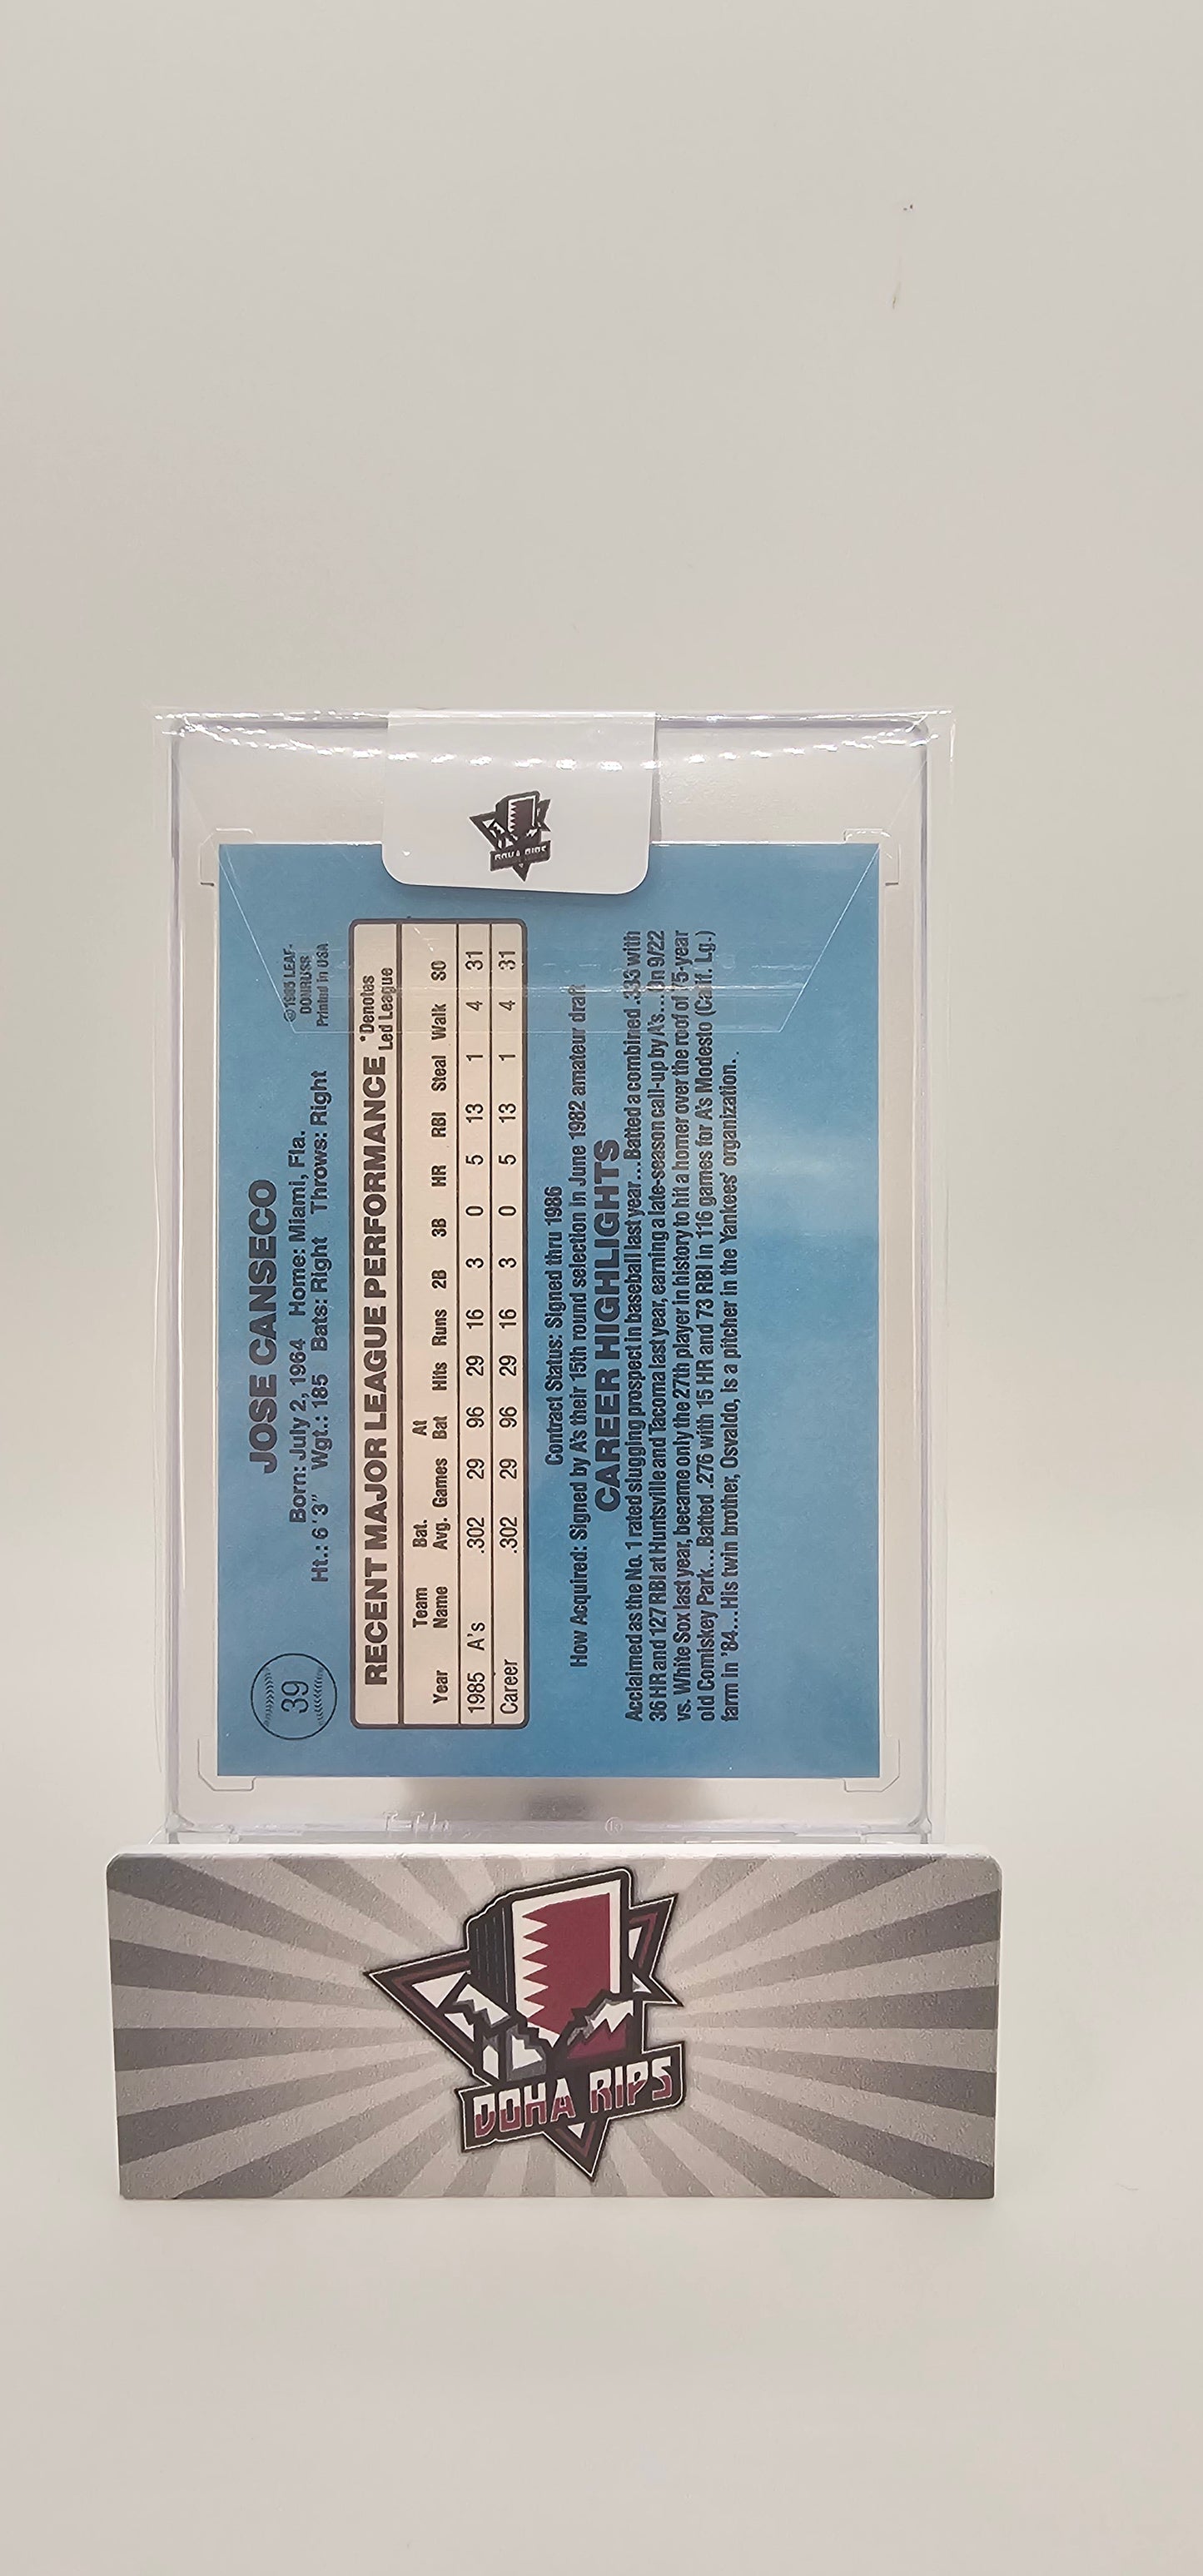 DOHA RIPS
39
JOSE CANSECO
©1985 LEAF-
DONRUSS
Printed in USA
Born: July 2, 1964 Home: Miami, Fla.
Ht.: 6'3" Wgt.: 185 Bats: Right Throws: Right
RECENT MAJOR LEAGUE PERFORMANCE *Denotes Led League
Year Team Name Bat. Avg. Games At Bat Hits Runs 2B 3B HR RBI Steal Walk SO
1985 A's .302 29 96 29 16 3 0 5 13 1 4 31
Career .302 29 96 29 16 3 0 5 13 1 4 31
Contract Status: Signed thru 1986
How Acquired: Signed by A's their 15th round selection in June 1982 amateur draft
CAREER HIGHLIGHTS
Acclaimed as the No. 1 rated slugging prospect in baseball last year...Batted a combined .333 with
36 HR and 127 RBI at Huntsville and Tacoma last year, earning a late-season call-up by A's...On 9/22
vs. White Sox last year, became only the 27th player in history to hit a homer over the roof of 75-year
old Comiskey Park...Batted .276 with 15 HR and 73 RBI in 116 games for A's Modesto (Calif. Lg.)
farm in '84...His twin brother, Osvaldo, is a pitcher in the Yankees' organization..
DOHA RIPS